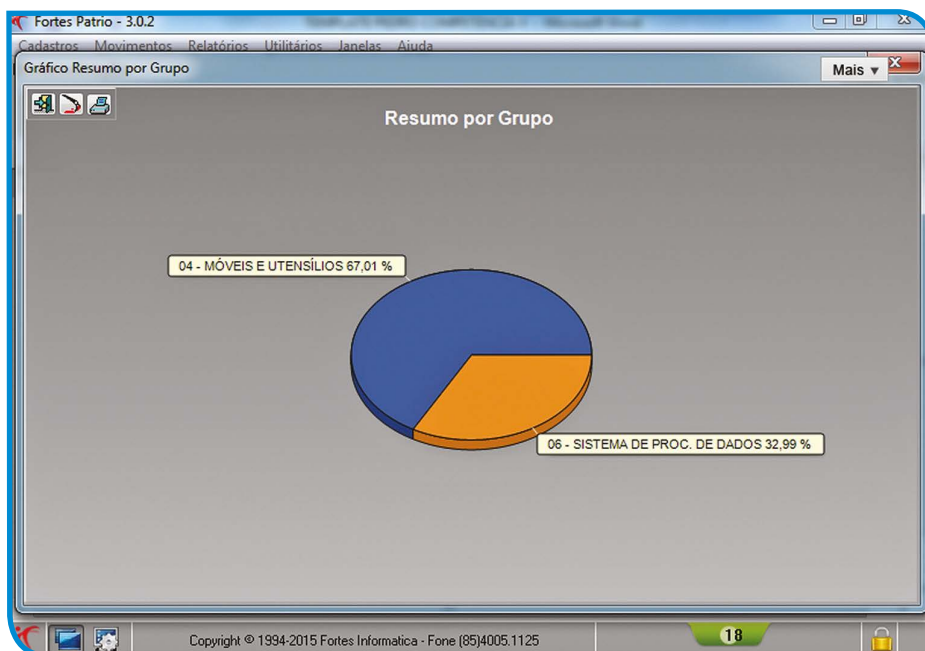 Fortes Patrio - 3.0.2
Cadastros Movimentos Relatórios Utilitários Janelas Ajuda
Gráfico Resumo por Grupo
Mais ▼
Resumo por Grupo
04 - MÓVEIS E UTENSÍLIOS 67,01 %
06 - SISTEMA DE PROC. DE DADOS 32,99 %
Copyright © 1994-2015 Fortes Informatica - Fone (85)4005.1125
18